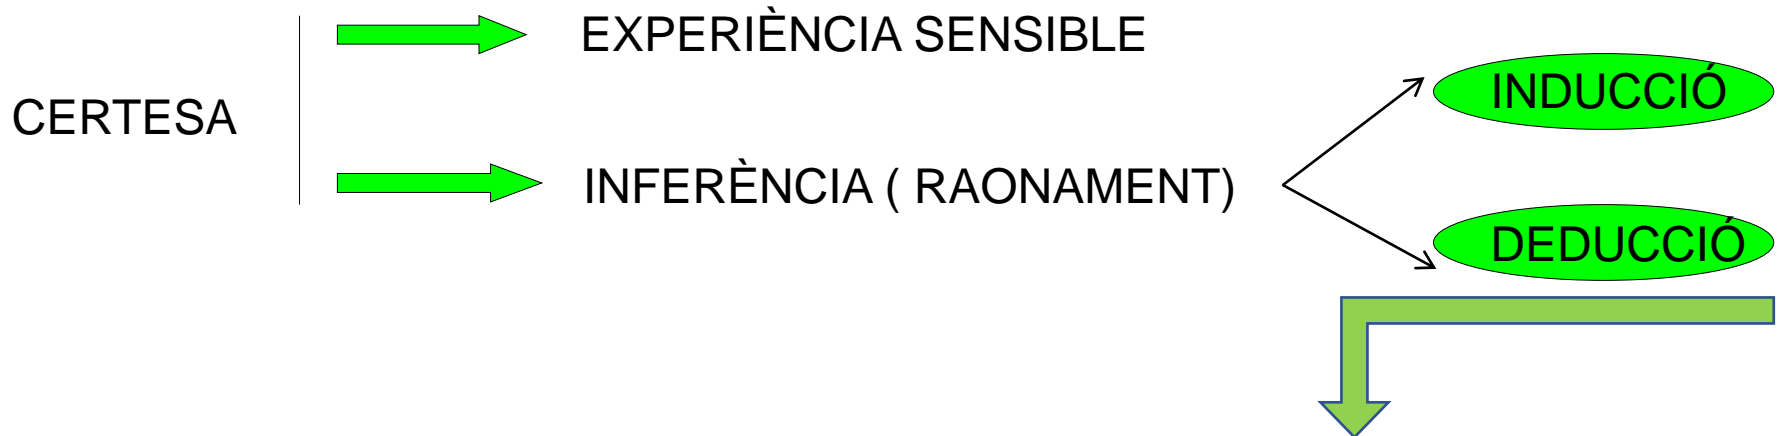 EXPERIÈNCIA SENSIBLE
INDUCCIÓ
CERTESA
INFERÈNCIA ( RAONAMENT)
DEDUCCIÓ